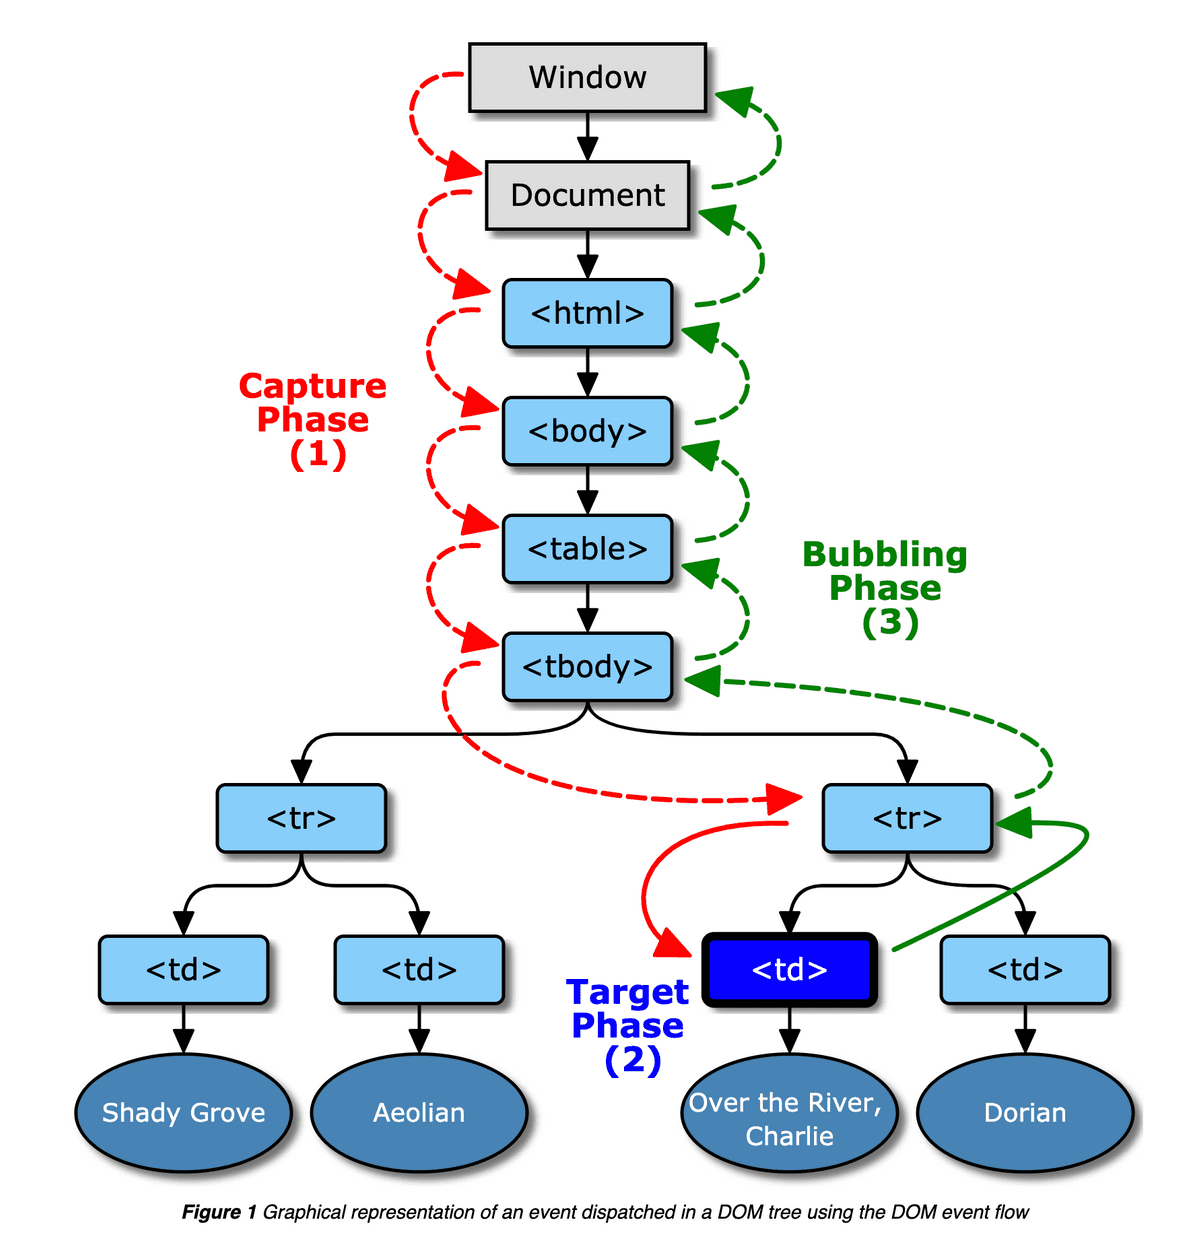 Window
Document
<html>
Capture
Phase
(1)
<body>
<table>
Bubbling
Phase
(3)
<tbody>
<tr>
<tr>
<td>
<td>
<td>
<td>
Target
Phase
(2)
Shady Grove
Aeolian
Over the River,
Charlie
Dorian
Figure 1 Graphical representation of an event dispatched in a DOM tree using the DOM event flow